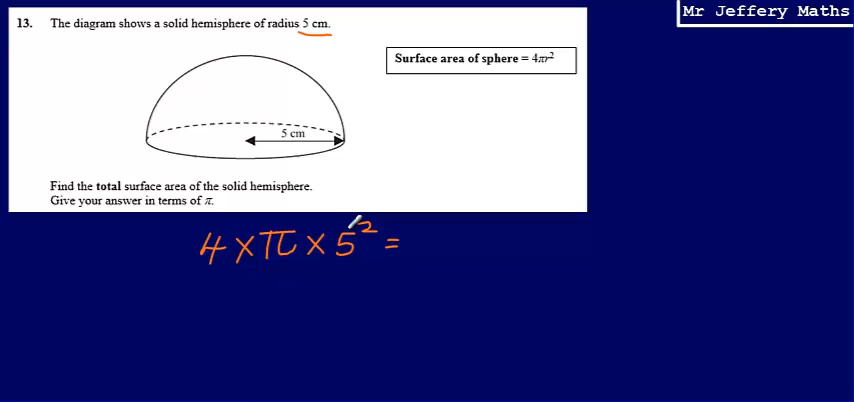 Mr Jeffery Maths
13. The diagram shows a solid hemisphere of radius 5 cm.
Surface area of sphere = 4πr²
5 cm
Find the total surface area of the solid hemisphere.
Give your answer in terms of π.
4 × π × 5² =